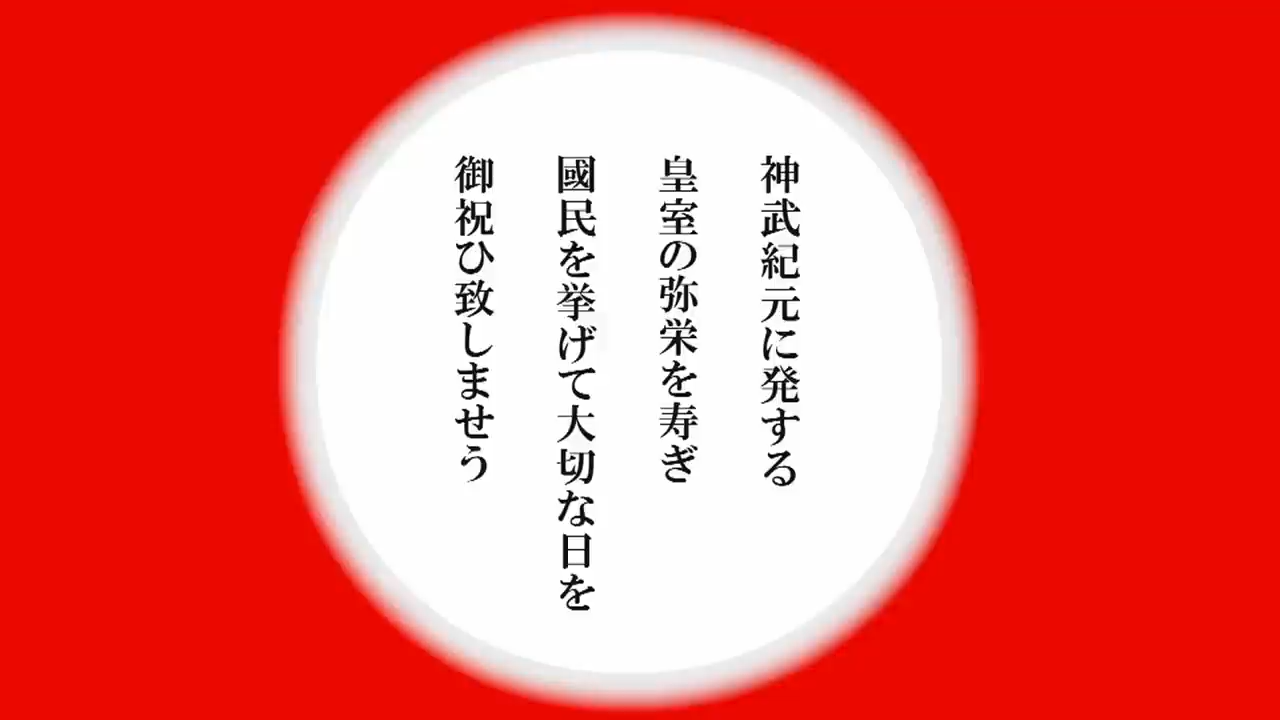 神武紀元に発する
皇室の弥栄を寿ぎ
國民を挙げて大切な日を
御祝ひ致しませう